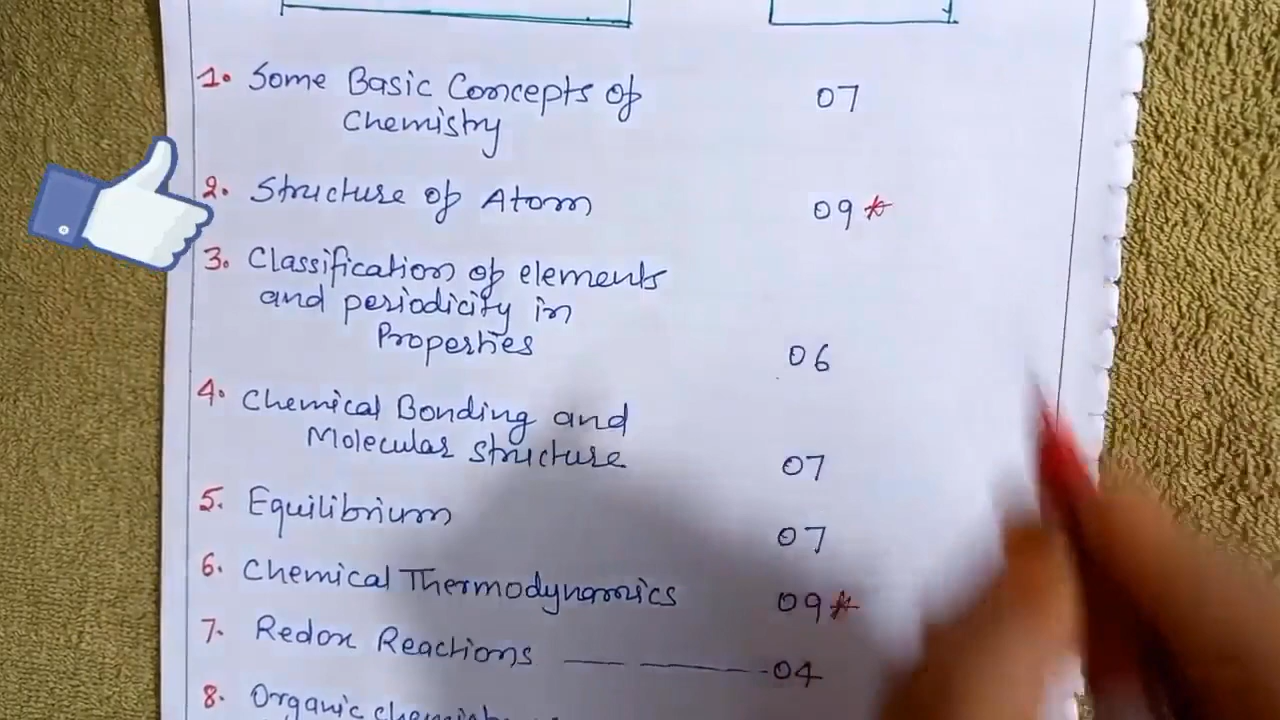 1. Some Basic Concepts of 07
Chemistry
2. Structure of Atom 09*
3. Classification of elements
and periodicity in
Properties 06
4. Chemical Bonding and
Molecular structure 07
5. Equilibrium 07
6. Chemical Thermodynamics 09*
7. Redox Reactions — — 04
8. Organic